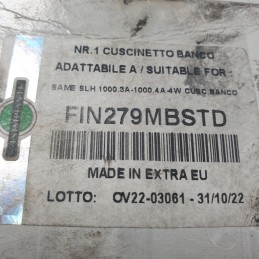 NR.1 CUSCINETTO BANCO
ADATTABILE A / SUITABLE FOR :
SAME SLH 1000.3A-1000.4A-4W CUSC BANCO
FIN279MBSTD
MADE IN EXTRA EU
LOTTO: OV22-03061 - 31/10/22